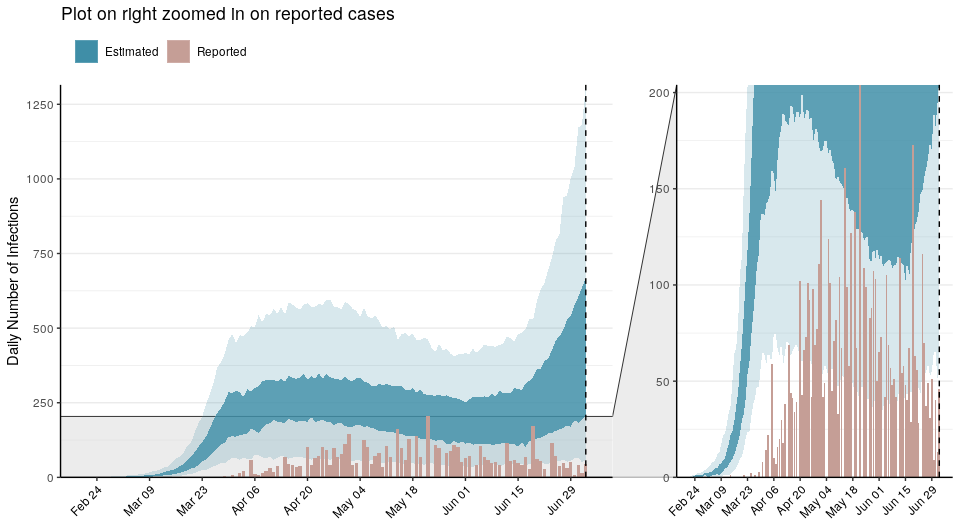 Plot on right zoomed in on reported cases
Estimated Reported
Daily Number of Infections
1250
1000
750
500
250
0
Feb 24 Mar 09 Mar 23 Apr 06 Apr 20 May 04 May 18 Jun 01 Jun 15 Jun 29
200
150
100
50
0
Feb 24 Mar 09 Mar 23 Apr 06 Apr 20 May 04 May 18 Jun 01 Jun 15 Jun 29